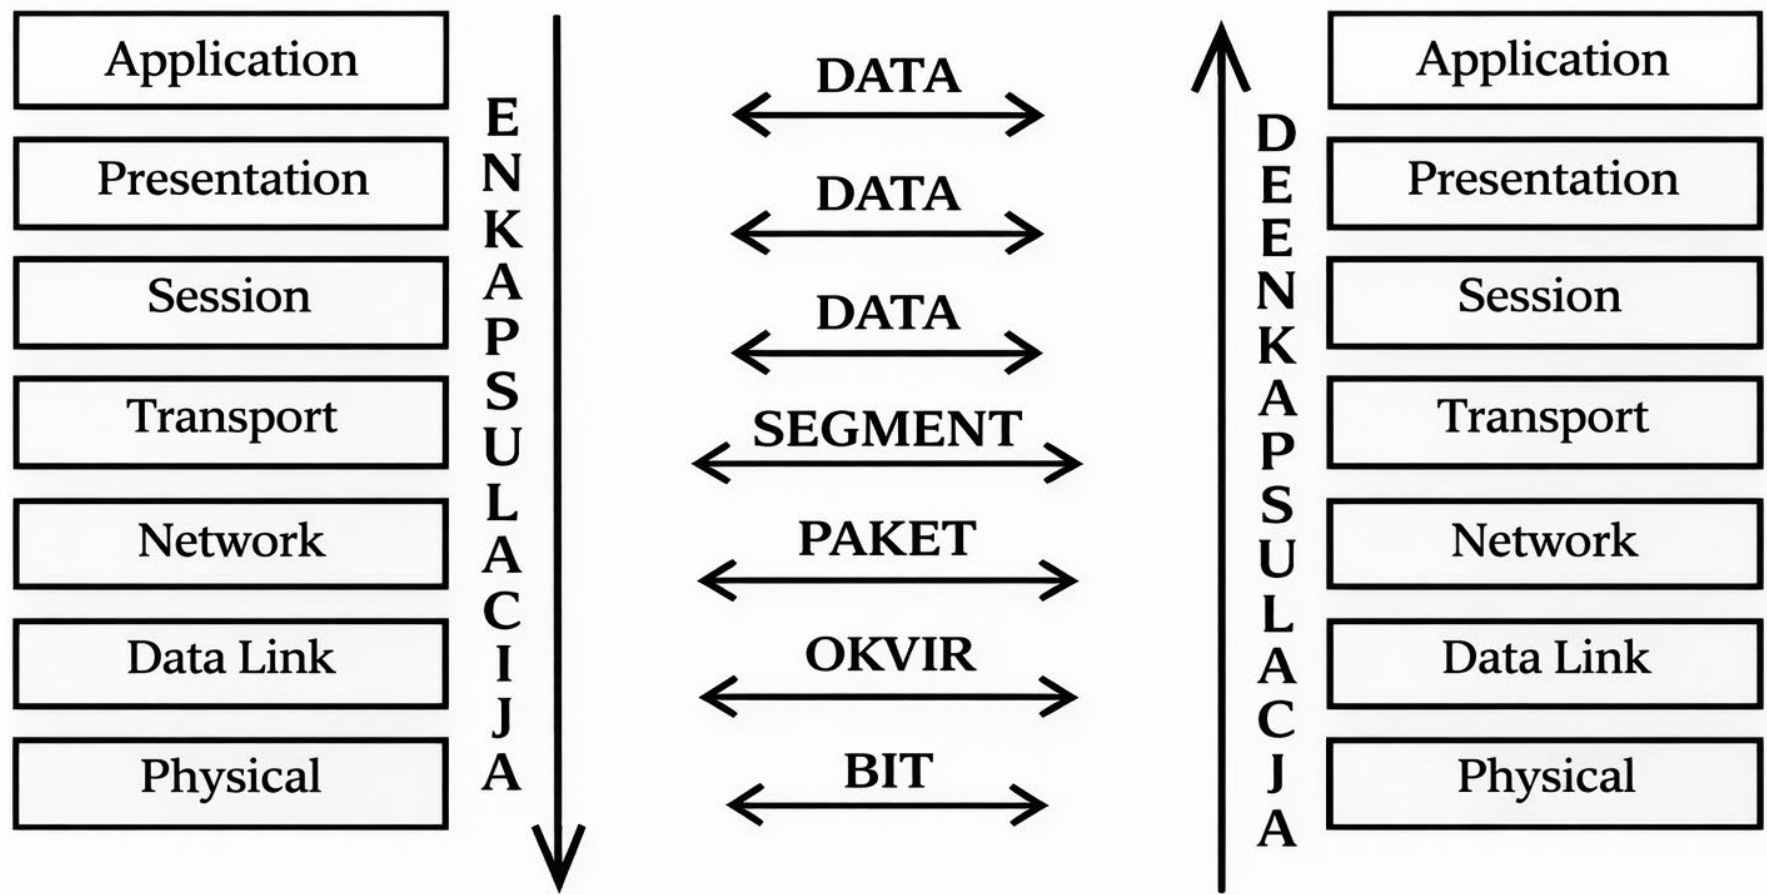 Application
Presentation
Session
Transport
Network
Data Link
Physical
ENKAPSULACIJA
DATA
DATA
DATA
SEGMENT
PAKET
OKVIR
BIT
DEENKAPSULACJA
Application
Presentation
Session
Transport
Network
Data Link
Physical